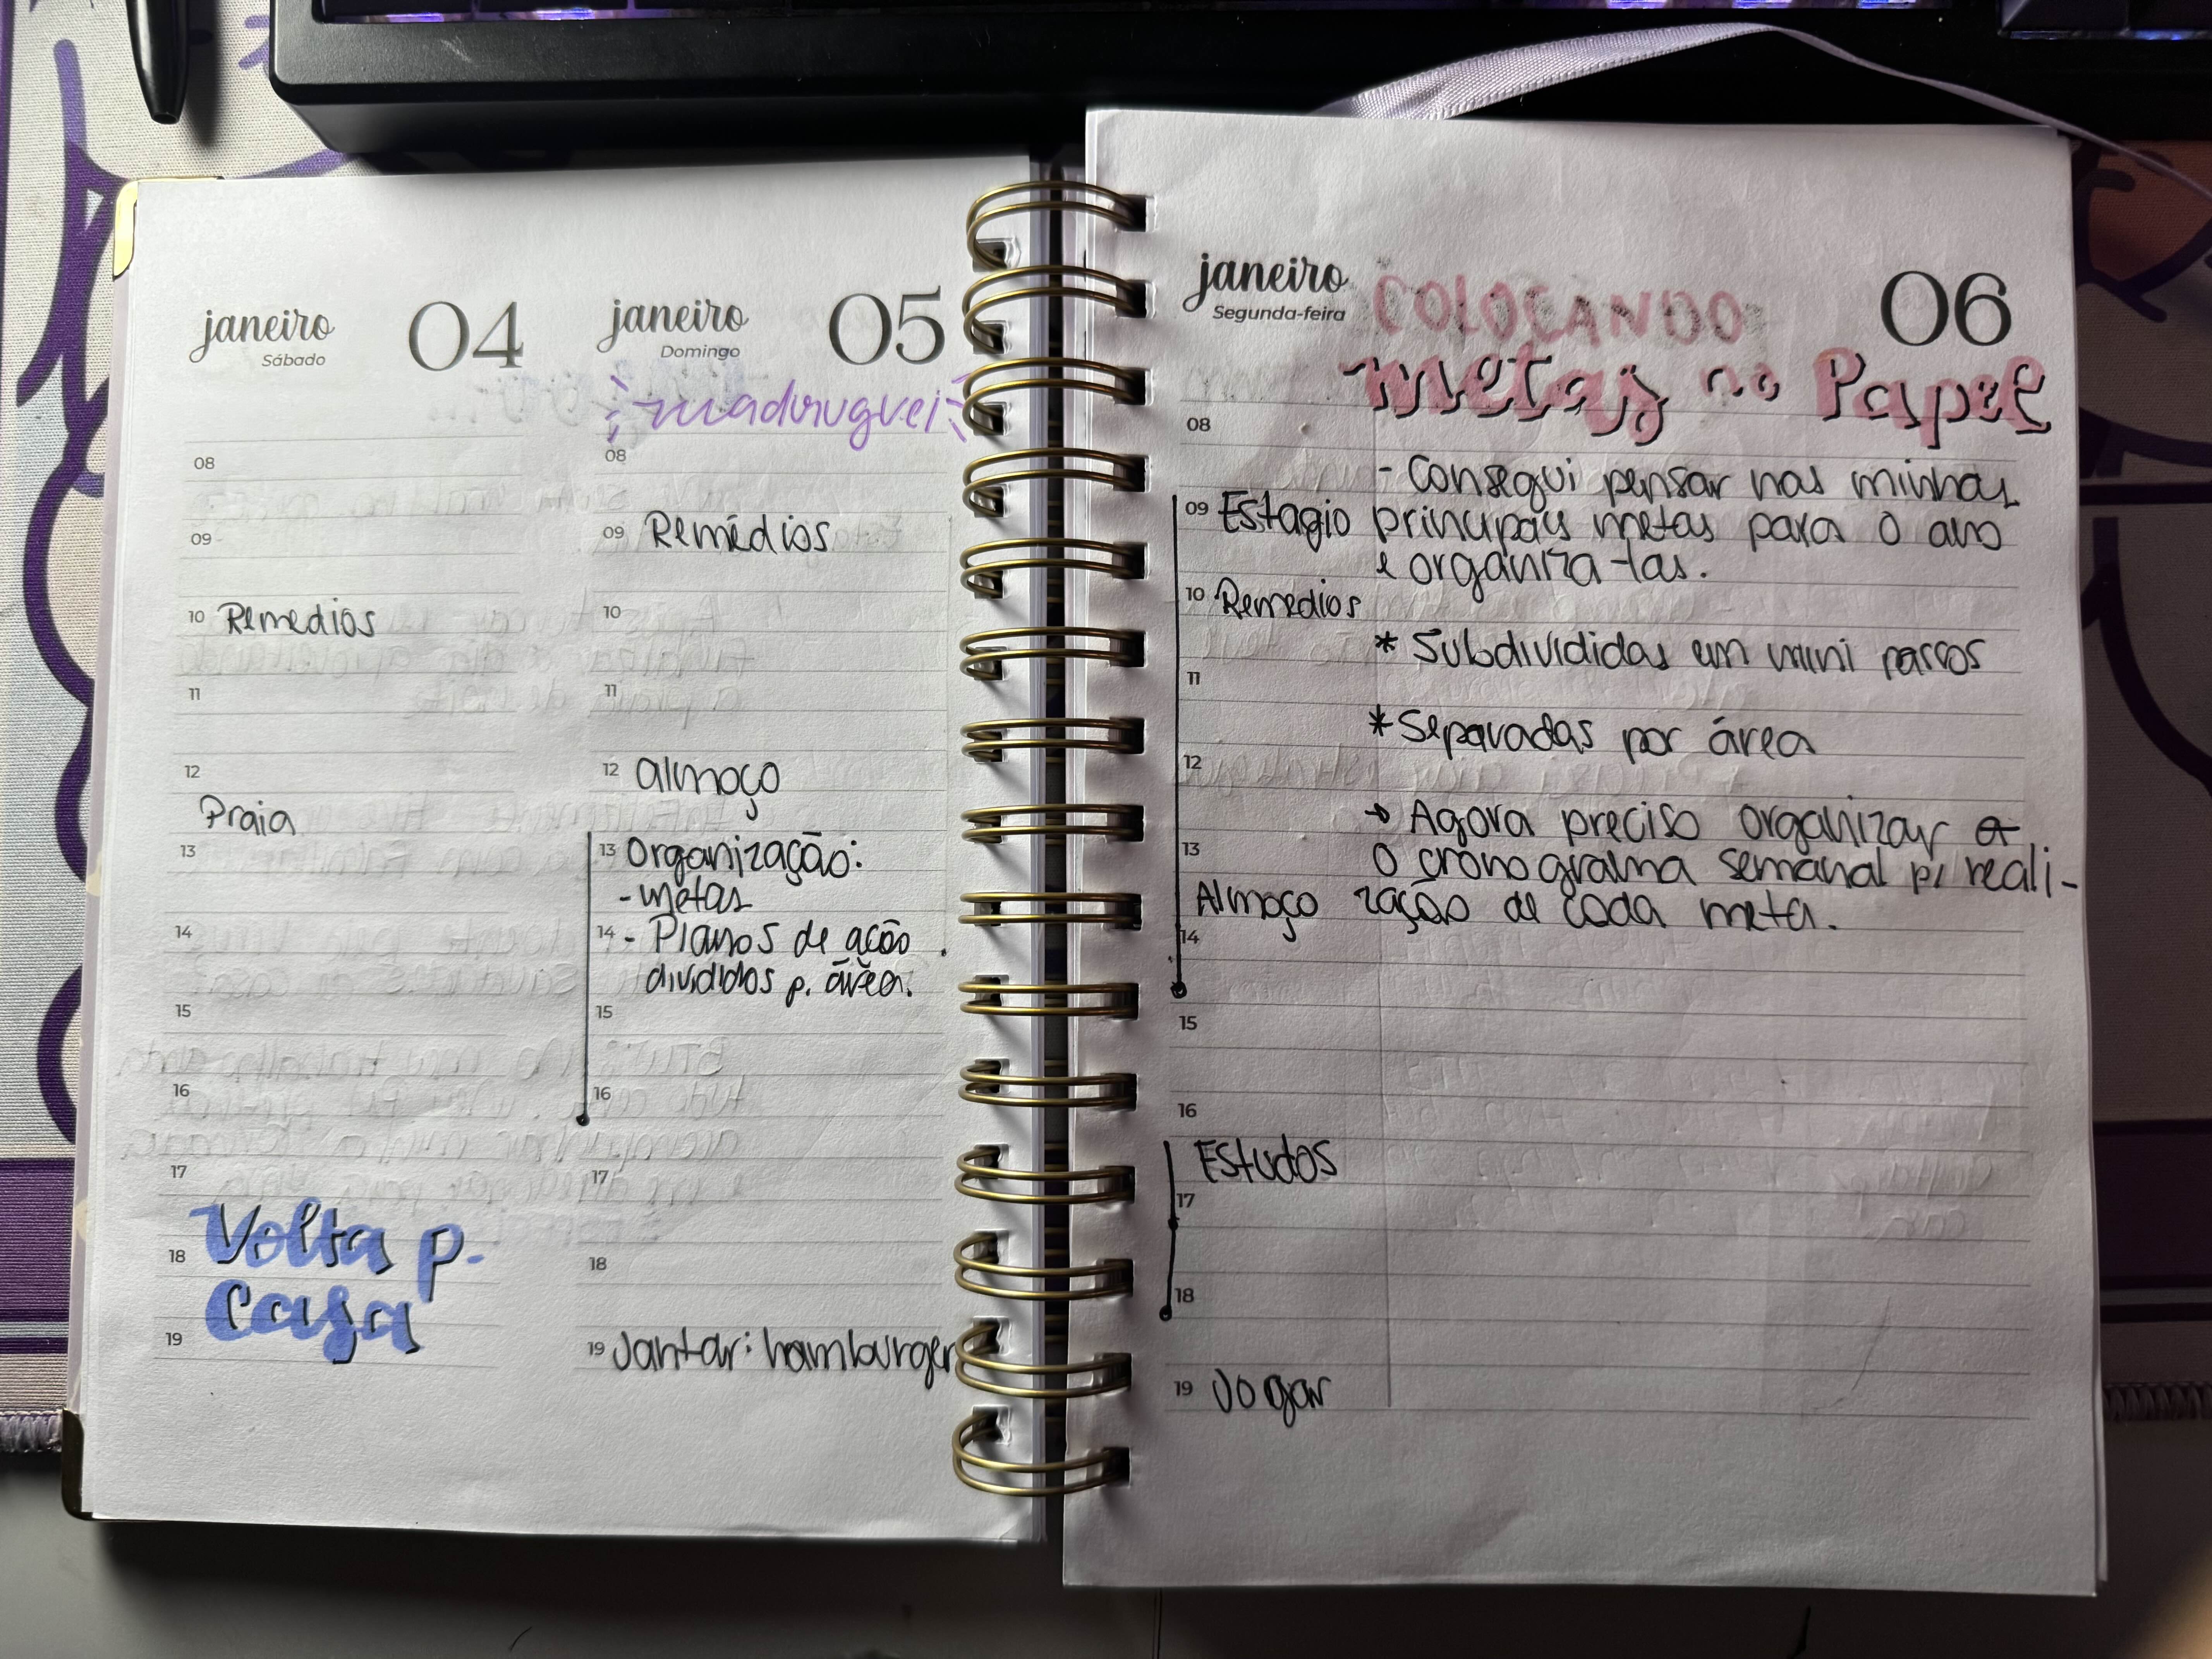 janeiro
Sábado
04
08
09
10 Remedios
11
12
Praia
13
14
15
16
17
Volta p.
18
Casa
19
janeiro
Domingo
05
madruguei
08
09 Remédios
10
11
12 almoço
13 Organização:
- metas
14 - Planos de ação
divididos p. área.
15
16
17
18
19 Jantar: hamburger
janeiro
Segunda-feira
06
COLOCANDO
metas no Papel
08
- Consegui pensar nas minhas
09 Estagio
principais metas para o ano
e organiza-las.
10 Remedios
* Subdivididas em mini passos
11
* Separadas por área
12
→ Agora preciso organizar a
13
o cronograma semanal p/ reali-
Almoço
zação de cada meta.
14
15
16
Estudos
17
18
19 Jogar